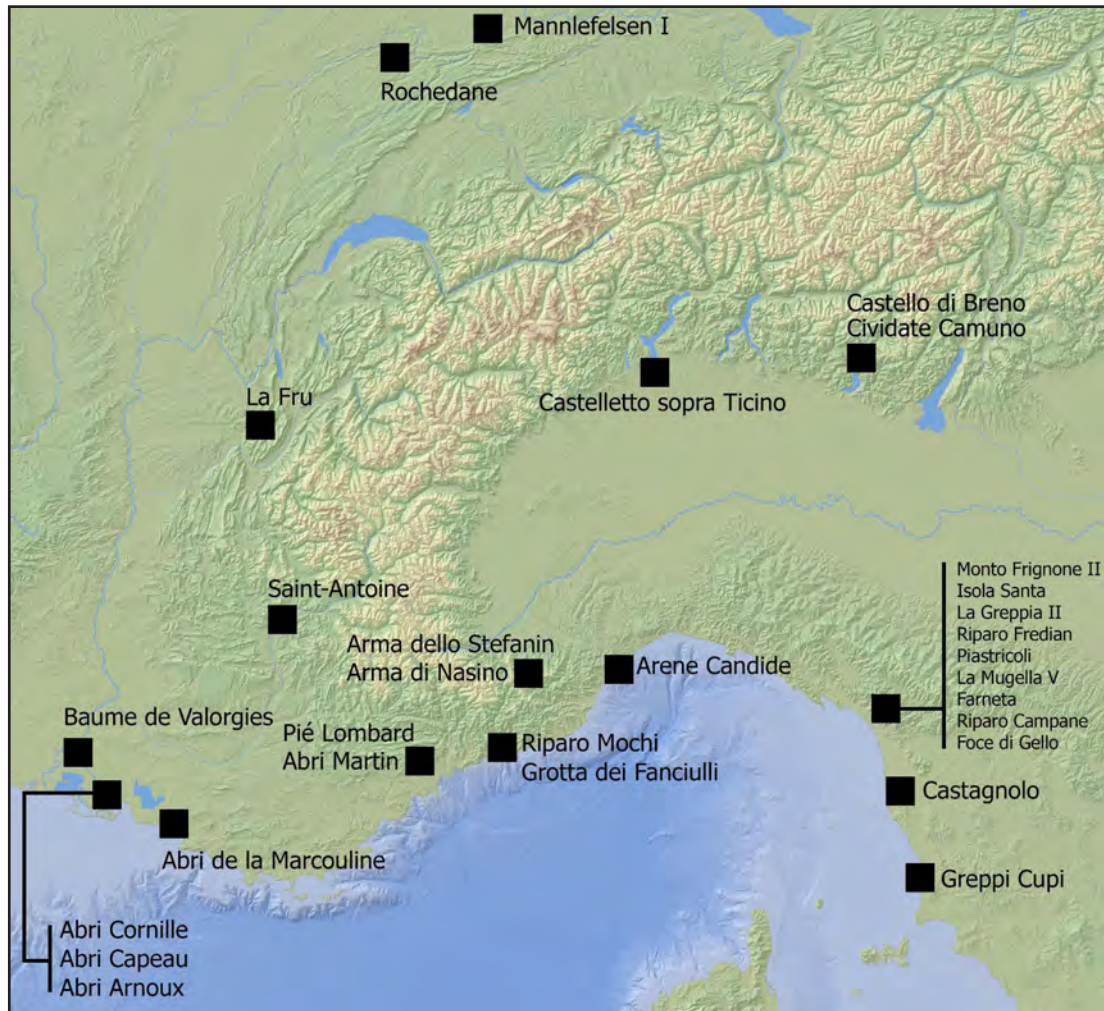 Mannlefelsen I
Rochedane
Castello di Breno
Cividate Camuno
La Fru
Castelletto sopra Ticino
Saint-Antoine
Monto Frignone II
Isola Santa
La Greppia II
Riparo Fredian
Piastricoli
La Mugella V
Farneta
Riparo Campane
Foce di Gello
Arma dello Stefanin
Arma di Nasino
Arene Candide
Baume de Valorgies
Pié Lombard
Abri Martin
Riparo Mochi
Grotta dei Fanciulli
Castagnolo
Abri de la Marcouline
Greppi Cupi
Abri Cornille
Abri Capeau
Abri Arnoux